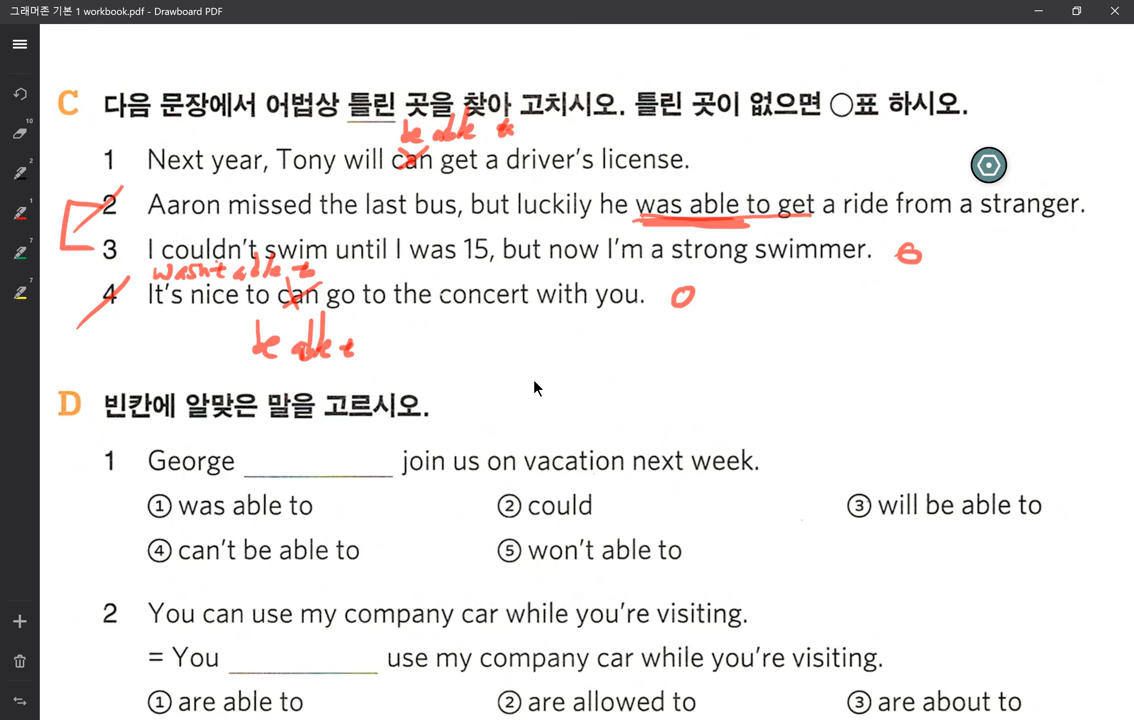 그래머존 기본 1 workbook.pdf - Drawboard PDF
C 다음 문장에서 어법상 틀린 곳을 찾아 고치시오. 틀린 곳이 없으면 ○표 하시오.
be able to
1 Next year, Tony will can get a driver's license.
2 Aaron missed the last bus, but luckily he was able to get a ride from a stranger.
3 I couldn't swim until I was 15, but now I'm a strong swimmer.
wasn't able to
4 It's nice to can go to the concert with you. O
be able t
D 빈칸에 알맞은 말을 고르시오.
1 George ____________ join us on vacation next week.
① was able to ② could ③ will be able to
④ can't be able to ⑤ won't able to
2 You can use my company car while you're visiting.
= You ____________ use my company car while you're visiting.
① are able to ② are allowed to ③ are about to
10
2
1
7
7